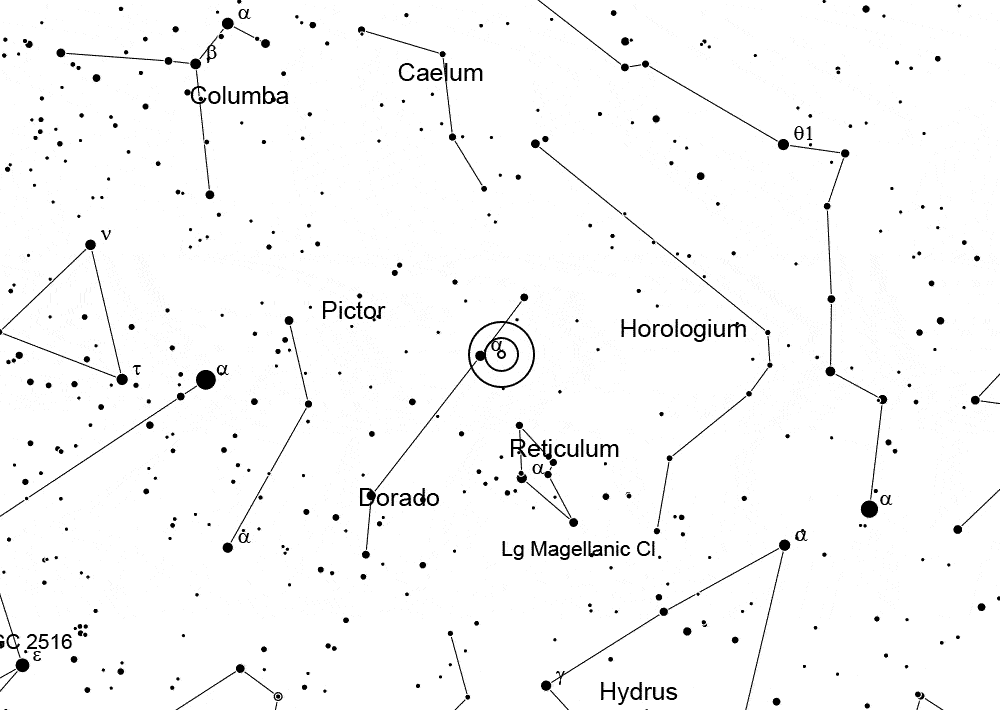 α
β
Columba
Caelum
θ1
ν
Pictor
Horologium
α
τ
α
Reticulum
α
Dorado
α
α
Lg Magellanic Cl
α
GC 2516
ε
γ
Hydrus